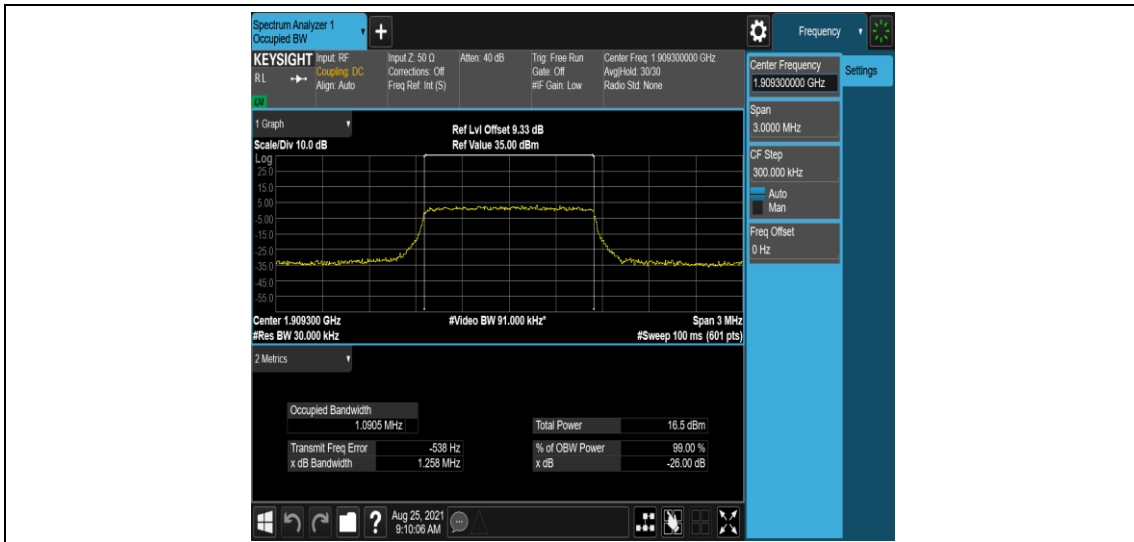 Spectrum Analyzer 1
Occupied BW
+
Frequency
KEYSIGHT
RL
LXI
Input: RF
Coupling: DC
Align: Auto
Input Z: 50 Ω
Corrections: Off
Freq Ref: Int (S)
Atten: 40 dB
Trig: Free Run
Gate: Off
#IF Gain: Low
Center Freq: 1.909300000 GHz
Avg|Hold: 30/30
Radio Std: None
Center Frequency
1.909300000 GHz
Settings
Span
3.0000 MHz
CF Step
300.000 kHz
Auto
Man
Freq Offset
0 Hz
1 Graph
Scale/Div 10.0 dB
Ref Lvl Offset 9.33 dB
Ref Value 35.00 dBm
Log
25.0
15.0
5.00
-5.00
-15.0
-25.0
-35.0
-45.0
-55.0
Center 1.909300 GHz
#Video BW 91.000 kHz*
Span 3 MHz
#Res BW 30.000 kHz
#Sweep 100 ms (601 pts)
2 Metrics
Occupied Bandwidth
1.0905 MHz
Total Power 16.5 dBm
Transmit Freq Error -538 Hz
% of OBW Power 99.00 %
x dB Bandwidth 1.258 MHz
x dB -26.00 dB
?
Aug 25, 2021
9:10:06 AM